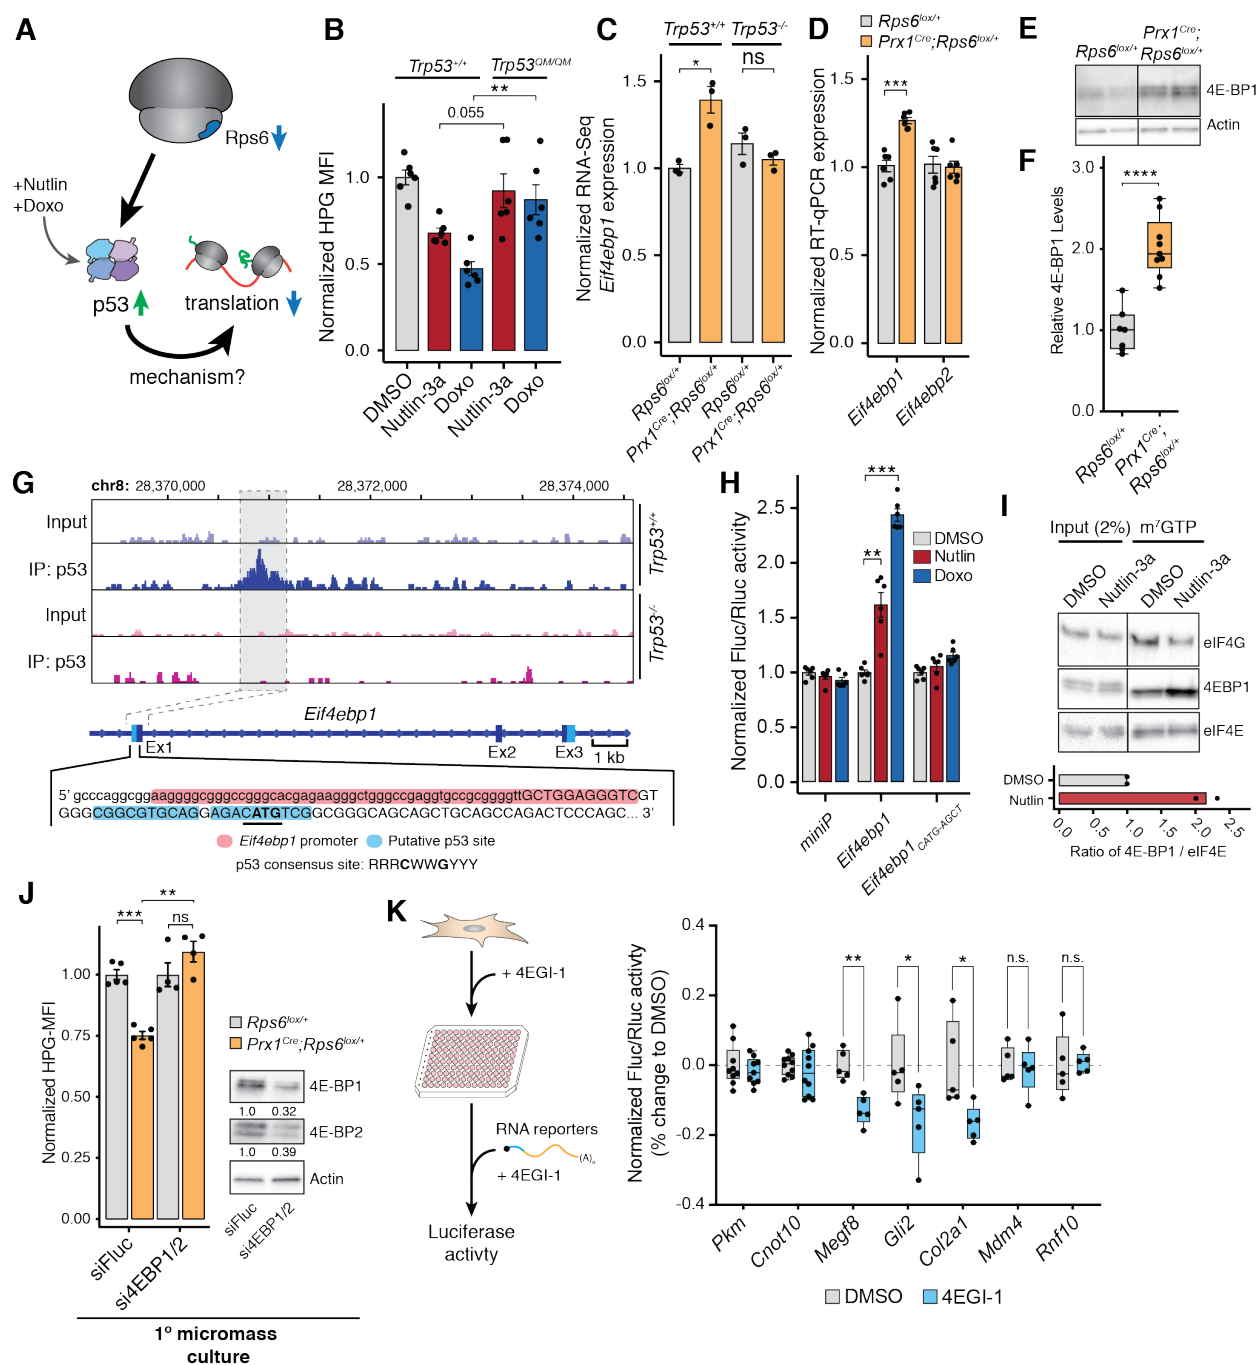 A
Rps6
+Nutlin
+Doxo
p53
translation
mechanism?
B
Trp53+/+
Trp53QM/QM
**
0.055
Normalized HPG MFI
1.0
0.5
0.0
DMSO
Nutlin-3a
Doxo
Nutlin-3a
Doxo
C
Trp53+/+
Trp53-/-
*
ns
Normalized RNA-Seq
Eif4ebp1 expression
1.5
1.0
0.5
0.0
Rps6lox/+
Prx1Cre;Rps6lox/+
Rps6lox/+
Prx1Cre;Rps6lox/+
D
Rps6lox/+
Prx1Cre;Rps6lox/+
***
Normalized RT-qPCR expression
1.5
1.0
0.5
0.0
Eif4ebp1
Eif4ebp2
E
Rps6lox/+
Prx1Cre;
Rps6lox/+
4E-BP1
Actin
F
****
Relative 4E-BP1 Levels
3.0
2.0
1.0
0.0
Rps6lox/+
Prx1Cre;
Rps6lox/+
G
chr8:
28,370,000
28,372,000
28,374,000
Input
IP: p53
Input
IP: p53
Trp53+/+
Trp53-/-
Eif4ebp1
Ex1
Ex2
Ex3
1 kb
5' gcccaggcggaaggggcgggccgggcacgagaagggctgggccgaggtgccgcggggttGCTGGAGGGTCGT
GGGCGGCGTGCAGGAGACATGTCGGCGGGCAGCAGCTGCAGCCAGACTCCCAGC... 3'
Eif4ebp1 promoter
Putative p53 site
p53 consensus site: RRRCWWGYYY
H
***
**
Normalized Fluc/Rluc activity
2.5
2.0
1.5
1.0
0.5
0.0
DMSO
Nutlin
Doxo
miniP
Eif4ebp1
Eif4ebp1CATG-AGCT
I
Input (2%)
m7GTP
DMSO
Nutlin-3a
DMSO
Nutlin-3a
eIF4G
4EBP1
eIF4E
DMSO
Nutlin
0.0
0.5
1.0
1.5
2.0
2.5
Ratio of 4E-BP1 / eIF4E
J
**
***
ns
Normalized HPG-MFI
1.00
0.75
0.50
0.25
0.00
siFluc
si4EBP1/2
Rps6lox/+
Prx1Cre;Rps6lox/+
4E-BP1
1.0
0.32
4E-BP2
1.0
0.39
Actin
siFluc
si4EBP1/2
1º micromass
culture
K
+ 4EGI-1
RNA reporters
(A)n
+ 4EGI-1
Luciferase
activty
Normalized Fluc/Rluc activity
(% change to DMSO)
0.4
0.2
0.0
-0.2
-0.4
**
*
*
n.s.
n.s.
Pkm
Cnot10
Megf8
Gli2
Col2a1
Mdm4
Rnf10
DMSO
4EGI-1